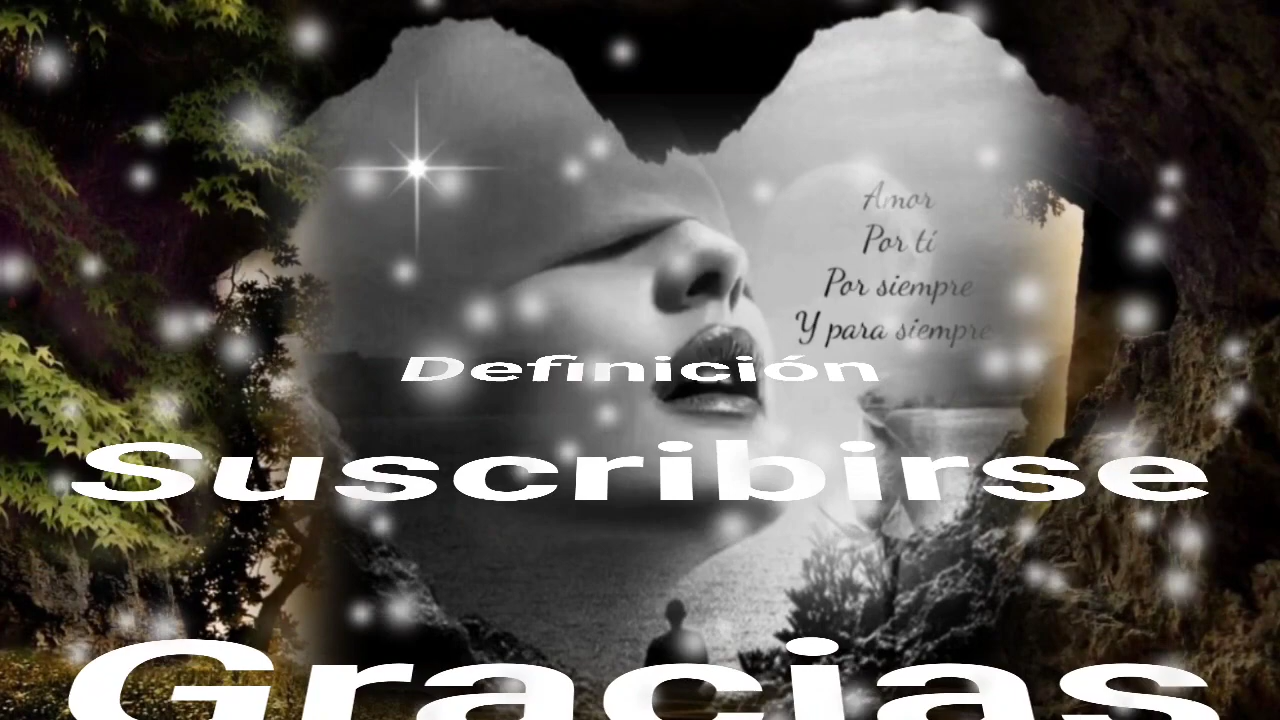 Amor
Por tí
Por siempre
Y para siempre
Definición
Suscribirse
Gracias